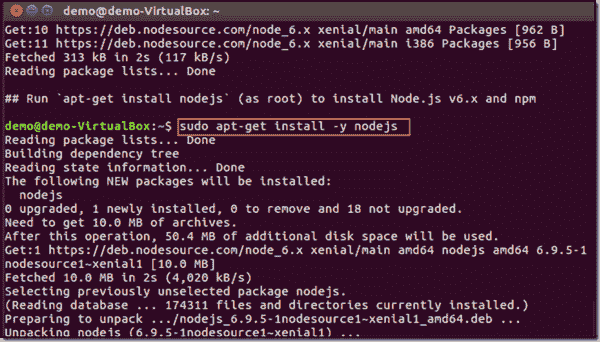 demo@demo-VirtualBox: ~
Get:10 https://deb.nodesource.com/node_6.x xenial/main amd64 Packages [962 B]
Get:11 https://deb.nodesource.com/node_6.x xenial/main i386 Packages [956 B]
Fetched 313 kB in 2s (117 kB/s)
Reading package lists... Done
## Run `apt-get install nodejs` (as root) to install Node.js v6.x and npm
demo@demo-VirtualBox:~$ sudo apt-get install -y nodejs
Reading package lists... Done
Building dependency tree
Reading state information... Done
The following NEW packages will be installed:
nodejs
0 upgraded, 1 newly installed, 0 to remove and 18 not upgraded.
Need to get 10.0 MB of archives.
After this operation, 50.4 MB of additional disk space will be used.
Get:1 https://deb.nodesource.com/node_6.x xenial/main amd64 nodejs amd64 6.9.5-1
nodesource1~xenial1 [10.0 MB]
Fetched 10.0 MB in 2s (4,020 kB/s)
Selecting previously unselected package nodejs.
(Reading database ... 174311 files and directories currently installed.)
Preparing to unpack .../nodejs_6.9.5-1nodesource1~xenial1_amd64.deb ...
Unpacking nodejs (6.9.5-1nodesource1~xenial1) ...